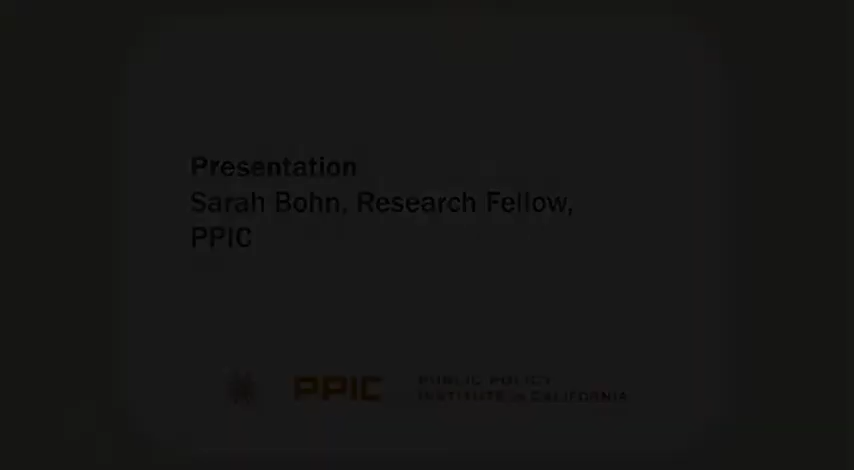 Presentation
Sarah Bohn, Research Fellow,
PPIC
PPIC
PUBLIC POLICY
INSTITUTE OF CALIFORNIA